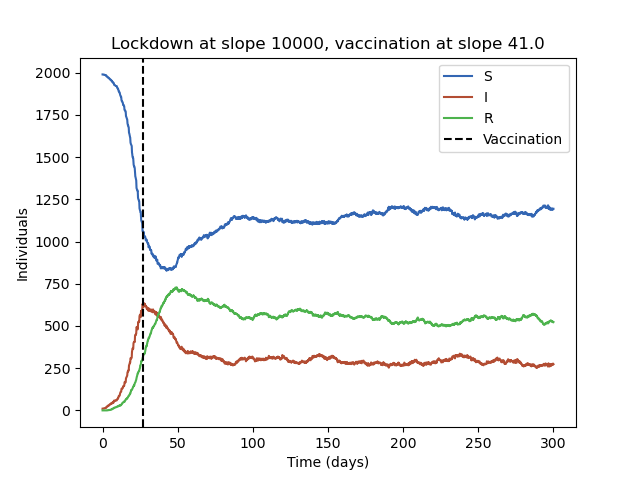 Lockdown at slope 10000, vaccination at slope 41.0
S
I
R
Vaccination
Individuals
2000
1750
1500
1250
1000
750
500
250
0
0 50 100 150 200 250 300
Time (days)